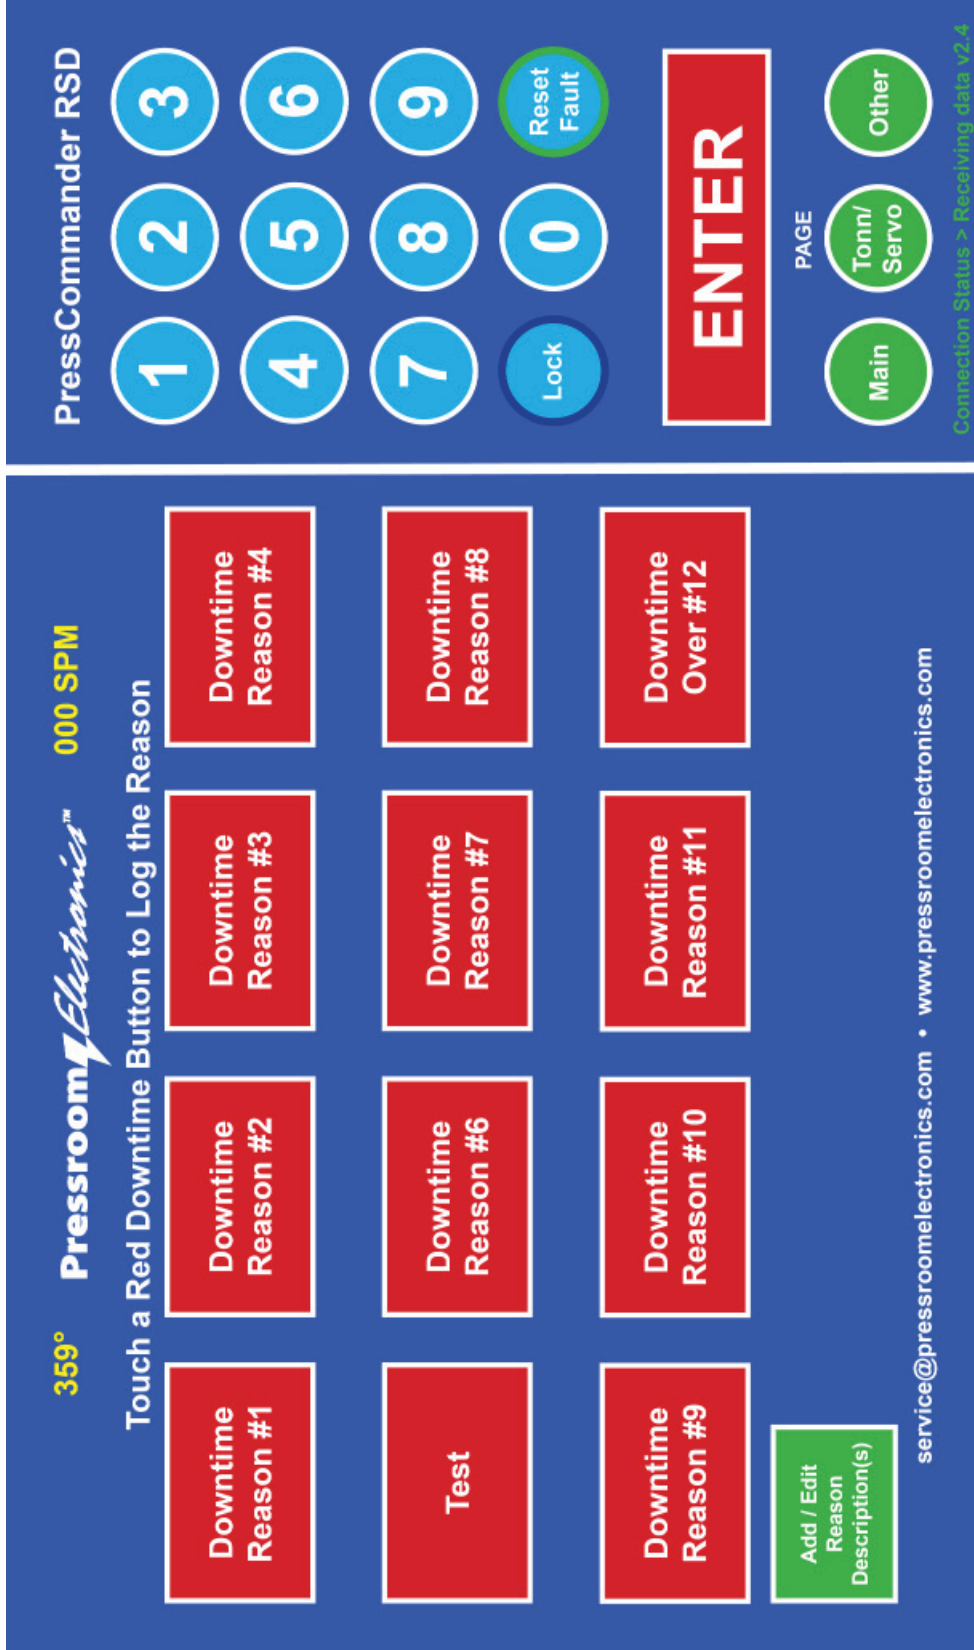 359°
Pressroom Electronics™
000 SPM
Touch a Red Downtime Button to Log the Reason
Downtime
Reason #1
Downtime
Reason #2
Downtime
Reason #3
Downtime
Reason #4
Test
Downtime
Reason #6
Downtime
Reason #7
Downtime
Reason #8
Downtime
Reason #9
Downtime
Reason #10
Downtime
Reason #11
Downtime
Over #12
Add / Edit
Reason
Description(s)
service@pressroomelectronics.com • www.pressroomelectronics.com
PressCommander RSD
1
2
3
4
5
6
7
8
9
Lock
0
Reset
Fault
ENTER
PAGE
Main
Tonn/
Servo
Other
Connection Status > Receiving data v2.4